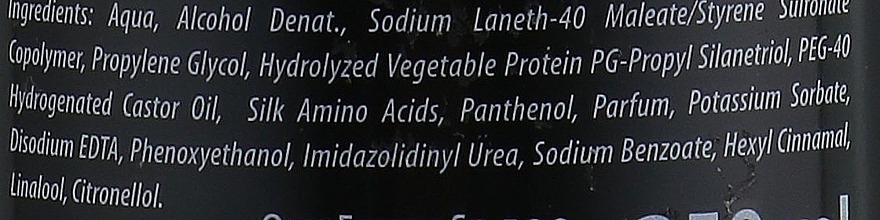 Ingredients: Aqua, Alcohol Denat., Sodium Laneth-40 Maleate/Styrene Sulfonate
Copolymer, Propylene Glycol, Hydrolyzed Vegetable Protein PG-Propyl Silanetriol, PEG-40
Hydrogenated Castor Oil, Silk Amino Acids, Panthenol, Parfum, Potassium Sorbate,
Disodium EDTA, Phenoxyethanol, Imidazolidinyl Urea, Sodium Benzoate, Hexyl Cinnamal,
Linalool, Citronellol.